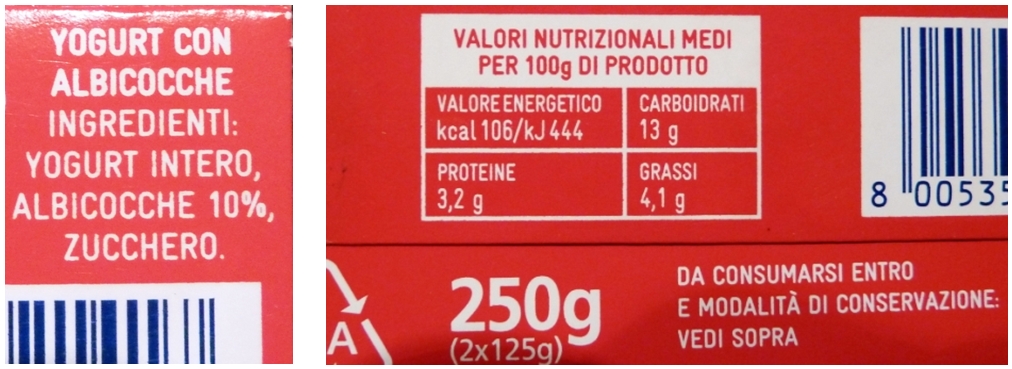 YOGURT CON
ALBICOCCHE
INGREDIENTI:
YOGURT INTERO,
ALBICOCCHE 10%,
ZUCCHERO.
VALORI NUTRIZIONALI MEDI
PER 100g DI PRODOTTO
VALORE ENERGETICO
kcal 106/kJ 444
CARBOIDRATI
13 g
PROTEINE
3,2 g
GRASSI
4,1 g
8 00535
A
250g
(2x125g)
DA CONSUMARSI ENTRO
E MODALITÀ DI CONSERVAZIONE:
VEDI SOPRA